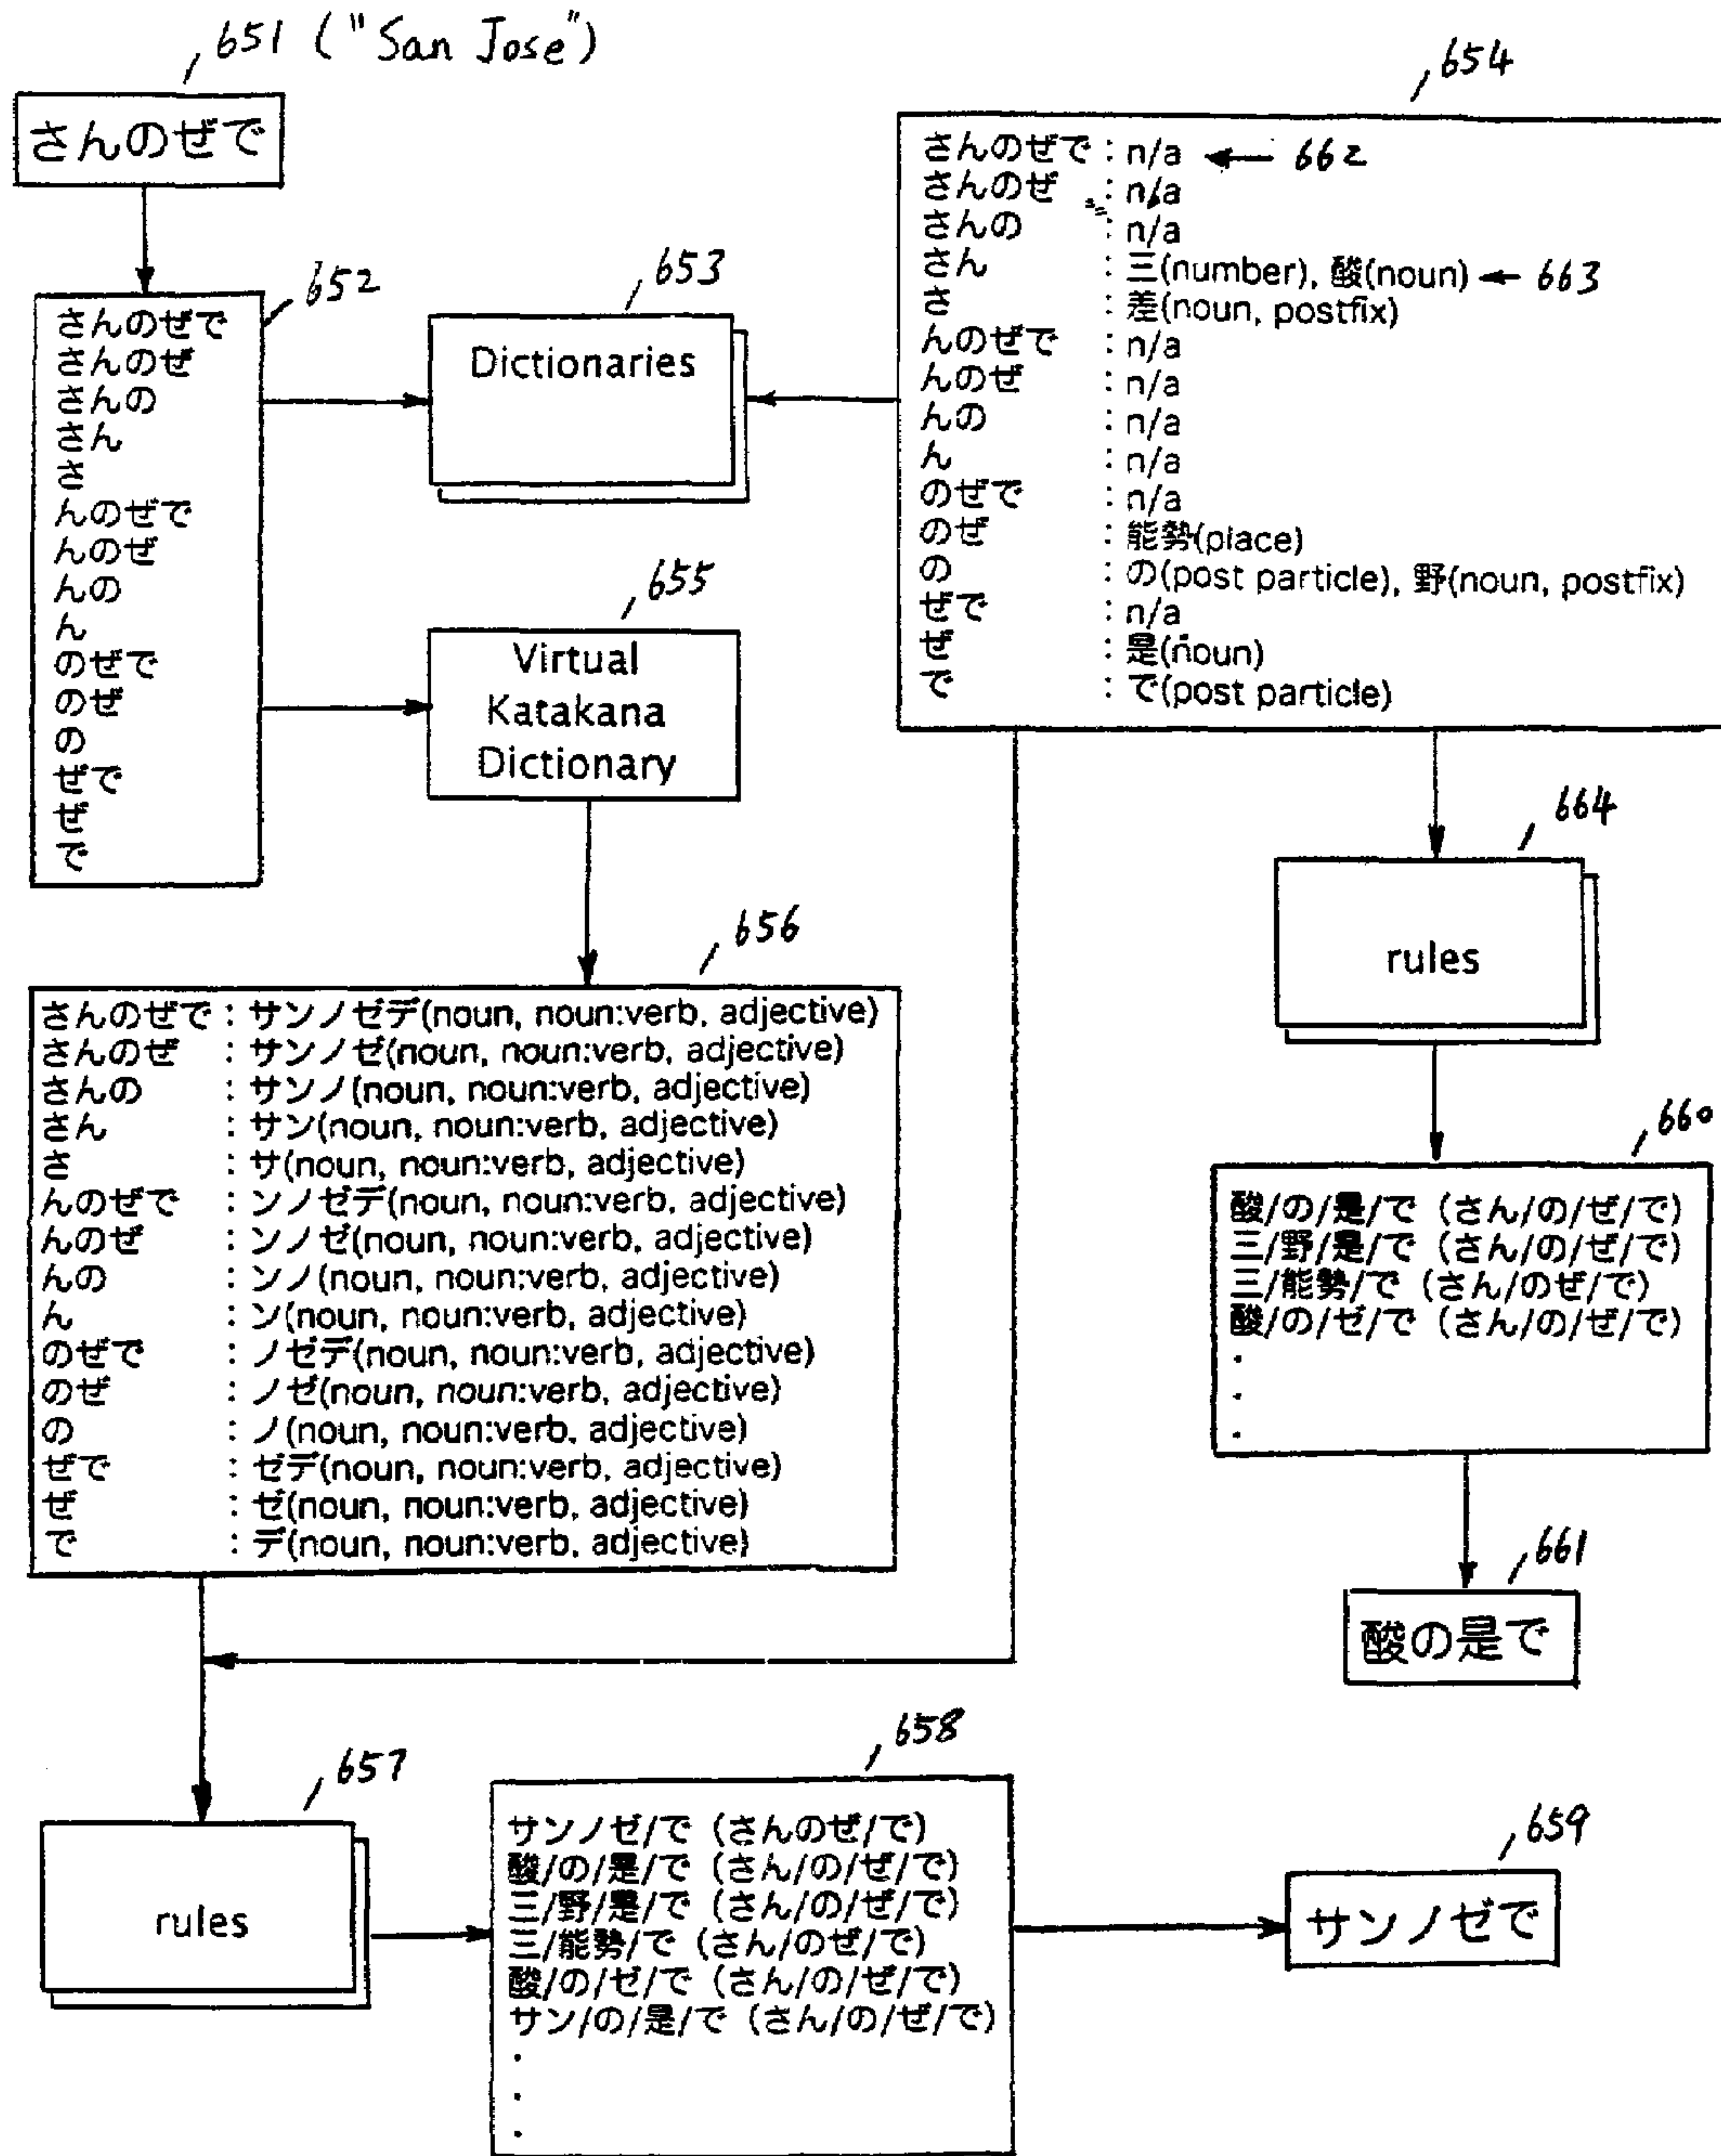 651 ("San Jose")
さんのぜで
652
さんのぜで
さんのぜ
さんの
さん
さ
んのぜで
んのぜ
んの
ん
のぜで
のぜ
の
ぜで
ぜ
で
653
Dictionaries
654
さんのぜで : n/a ← 662
さんのぜ : n/a
さんの : n/a
さん : 三(number), 酸(noun) ← 663
さ : 差(noun, postfix)
んのぜで : n/a
んのぜ : n/a
んの : n/a
ん : n/a
のぜで : n/a
のぜ : 能勢(place)
の : の(post particle), 野(noun, postfix)
ぜで : n/a
ぜ : 是(noun)
で : で(post particle)
655
Virtual
Katakana
Dictionary
656
さんのぜで : サンノゼデ(noun, noun:verb, adjective)
さんのぜ : サンノゼ(noun, noun:verb, adjective)
さんの : サンノ(noun, noun:verb, adjective)
さん : サン(noun, noun:verb, adjective)
さ : サ(noun, noun:verb, adjective)
んのぜで : ンノゼデ(noun, noun:verb, adjective)
んのぜ : ンノゼ(noun, noun:verb, adjective)
んの : ンノ(noun, noun:verb, adjective)
ん : ン(noun, noun:verb, adjective)
のぜで : ノゼデ(noun, noun:verb, adjective)
のぜ : ノゼ(noun, noun:verb, adjective)
の : ノ(noun, noun:verb, adjective)
ぜで : ゼデ(noun, noun:verb, adjective)
ぜ : ゼ(noun, noun:verb, adjective)
で : デ(noun, noun:verb, adjective)
664
rules
660
酸/の/是/で (さん/の/ぜ/で)
三/野/是/で (さん/の/ぜ/で)
三/能勢/で (さん/のぜ/で)
酸/の/ゼ/で (さん/の/ぜ/で)
.
.
.
661
酸の是で
657
rules
658
サンノゼ/で (さんのぜ/で)
酸/の/是/で (さん/の/ぜ/で)
三/野/是/で (さん/の/ぜ/で)
三/能勢/で (さん/のぜ/で)
酸/の/ゼ/で (さん/の/ぜ/で)
サン/の/是/で (さん/の/ぜ/で)
.
.
.
659
サンノゼで